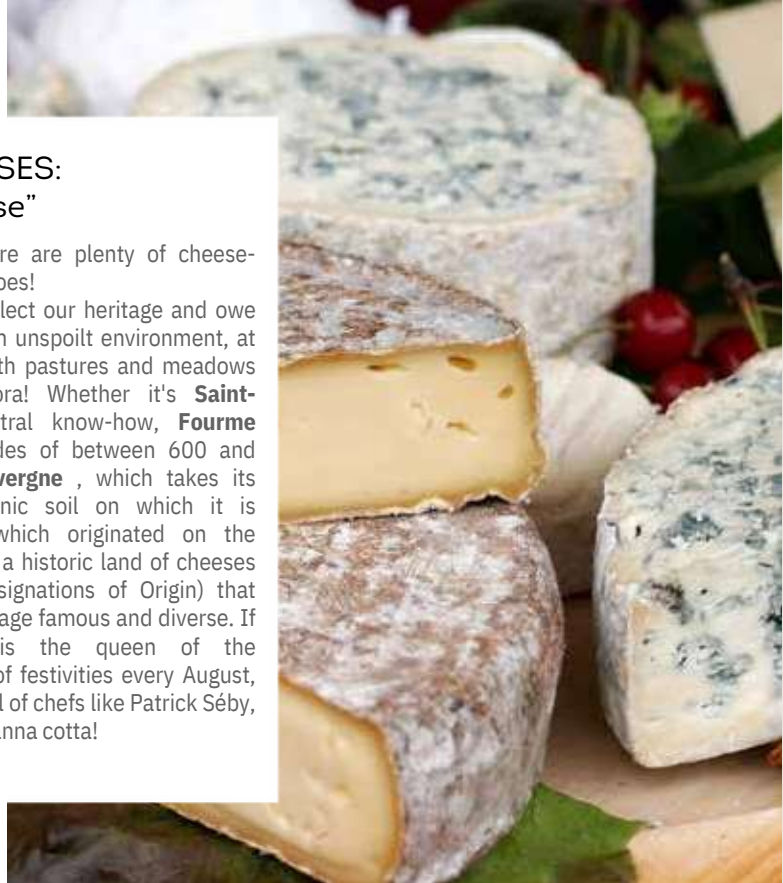 SES:
se”
re are plenty of cheese-
oes!
lect our heritage and owe
n unspoilt environment, at
th pastures and meadows
ora! Whether it's Saint-
tral know-how, Fourme
des of between 600 and
vergne , which takes its
nic soil on which it is
which originated on the
a historic land of cheeses
signations of Origin) that
age famous and diverse. If
is the queen of the
of festivities every August,
l of chefs like Patrick Séby,
anna cotta!